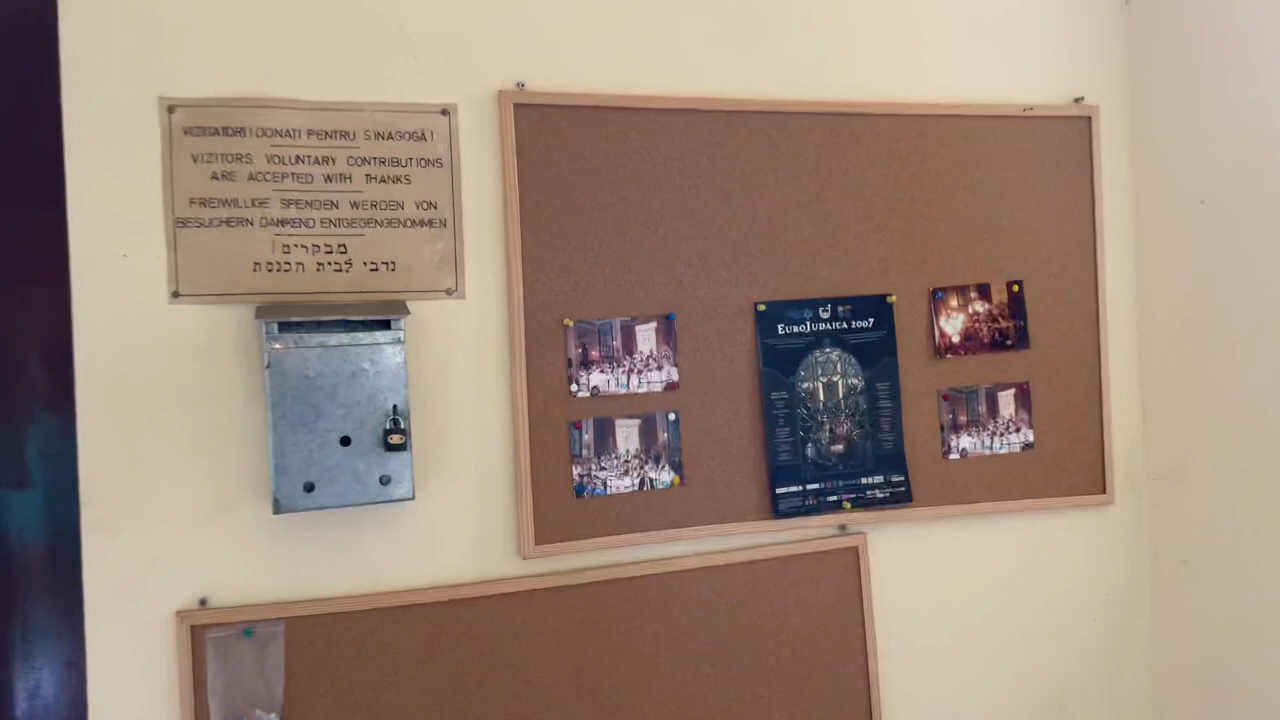 VIZITATORI ! DONAȚI PENTRU SINAGOGĂ !
VIZITORS, VOLUNTARY CONTRIBUTIONS
ARE ACCEPTED WITH THANKS
FREIWILLIGE SPENDEN WERDEN VON
BESUCHERN DANKEND ENTGEGENGENOMMEN
מבקרים !
נדבי לבית הכנסת
EUROJUDAICA 2007